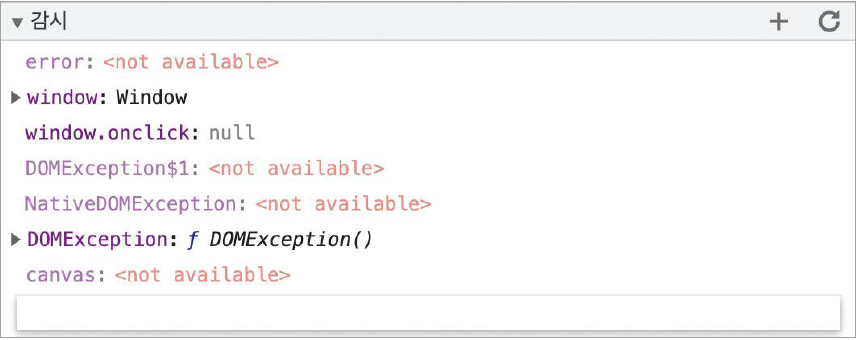 감시
error: <not available>
window: Window
window.onclick: null
DOMException$1: <not available>
NativeDOMException: <not available>
DOMException: ƒ DOMException()
canvas: <not available>